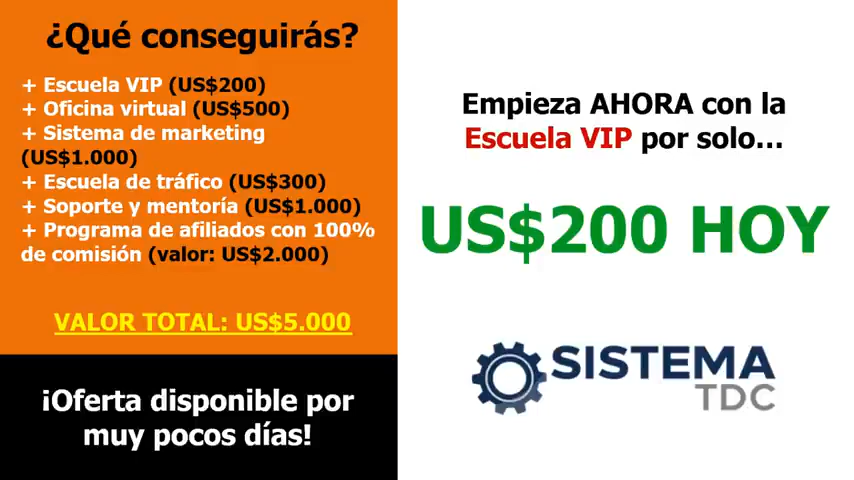 ¿Qué conseguirás?
+ Escuela VIP (US$200)
+ Oficina virtual (US$500)
+ Sistema de marketing
(US$1.000)
+ Escuela de tráfico (US$300)
+ Soporte y mentoría (US$1.000)
+ Programa de afiliados con 100%
de comisión (valor: US$2.000)
VALOR TOTAL: US$5.000
¡Oferta disponible por
muy pocos días!
Empieza AHORA con la
Escuela VIP por solo...
US$200 HOY
SISTEMA
TDC